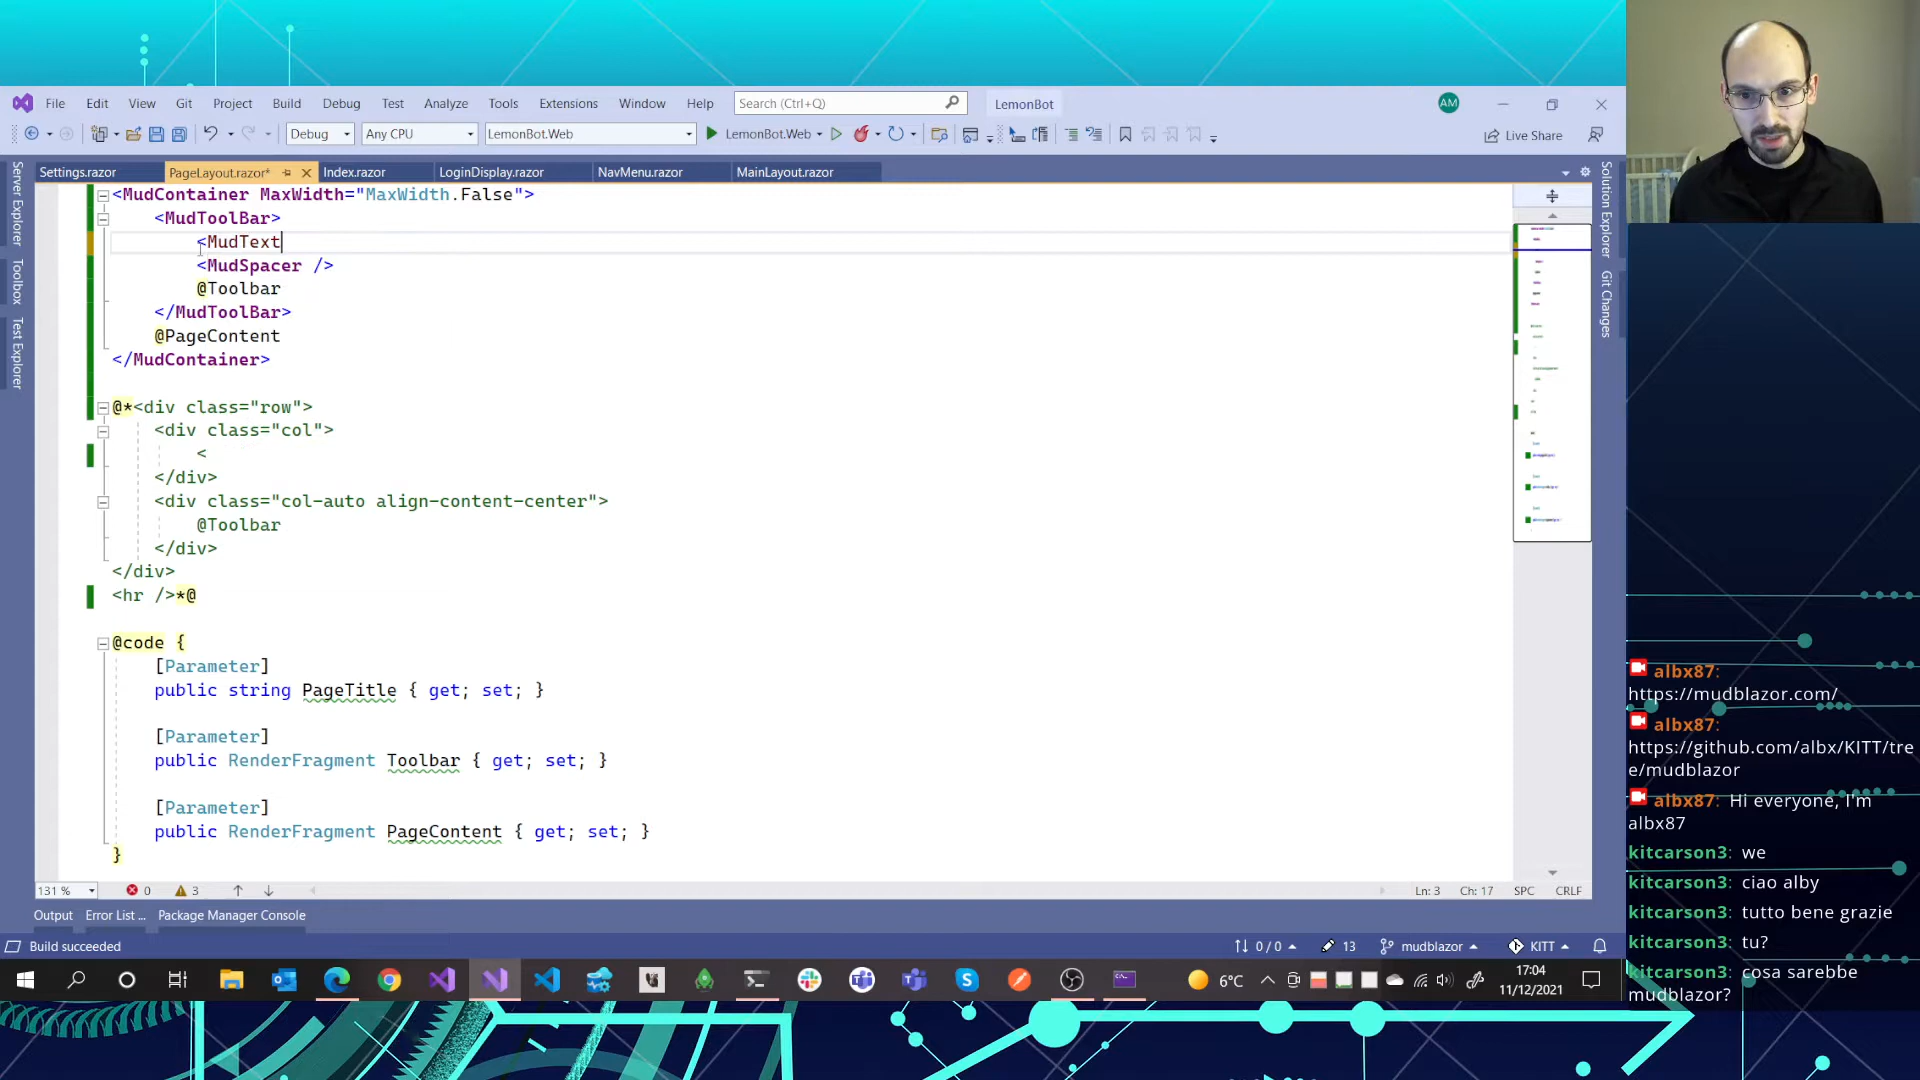 File Edit View Git Project Build Debug Test Analyze Tools Extensions Window Help Search (Ctrl+Q) LemonBot AM
Debug Any CPU LemonBot.Web LemonBot.Web Live Share
Settings.razor PageLayout.razor* Index.razor LoginDisplay.razor NavMenu.razor MainLayout.razor
Server Explorer
Toolbox
Test Explorer
Solution Explorer
Git Changes
<MudContainer MaxWidth="MaxWidth.False">
<MudToolBar>
<MudText
<MudSpacer />
@Toolbar
</MudToolBar>
@PageContent
</MudContainer>
@*<div class="row">
<div class="col">
<
</div>
<div class="col-auto align-content-center">
@Toolbar
</div>
</div>
<hr />*@
@code {
[Parameter]
public string PageTitle { get; set; }
[Parameter]
public RenderFragment Toolbar { get; set; }
[Parameter]
public RenderFragment PageContent { get; set; }
}
131 % 0 3 Ln: 3 Ch: 17 SPC CRLF
Output Error List ... Package Manager Console
Build succeeded 0 / 0 13 mudblazor KITT
6°C 17:04
11/12/2021
albx87:
https://mudblazor.com/
albx87:
https://github.com/albx/KITT/tre
e/mudblazor
albx87: Hi everyone, I'm
albx87
kitcarson3: we
kitcarson3: ciao alby
kitcarson3: tutto bene grazie
kitcarson3: tu?
kitcarson3: cosa sarebbe
mudblazor?